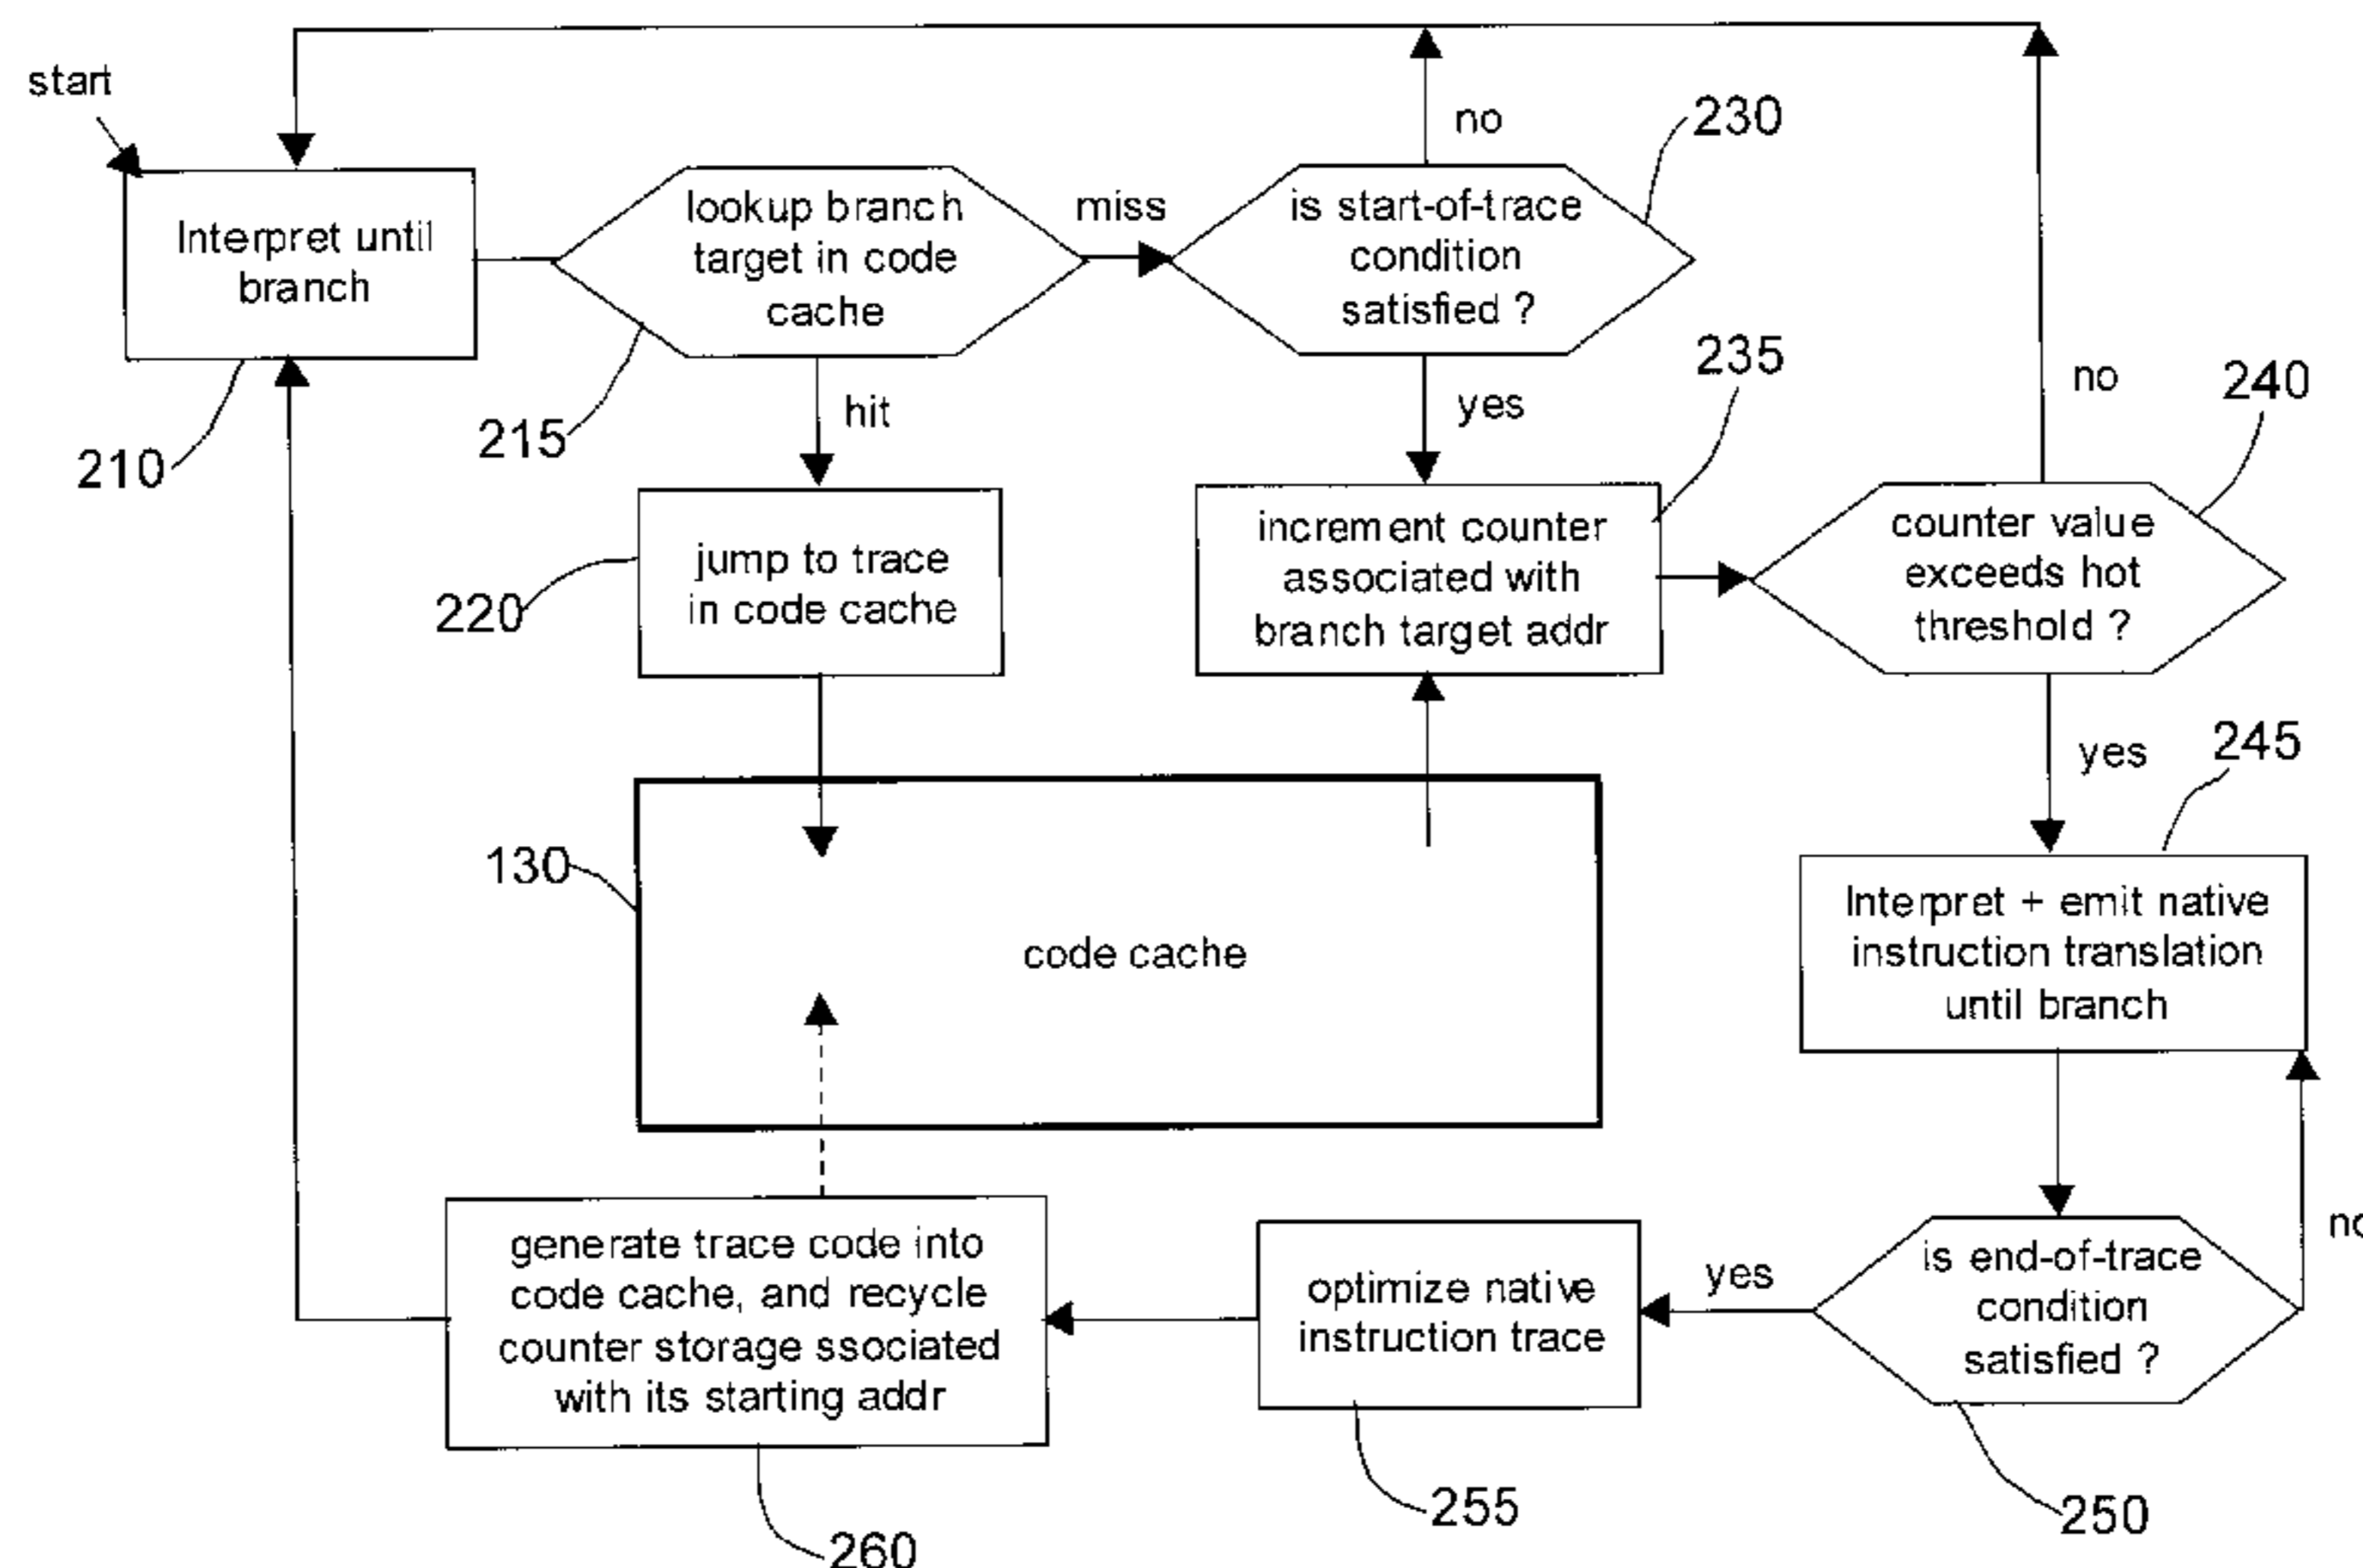 start
Interpret until
branch
210
lookup branch
target in code
cache
215
miss
hit
is start-of-trace
condition
satisfied ?
230
no
yes
235
jump to trace
in code cache
220
increment counter
associated with
branch target addr
counter value
exceeds hot
threshold ?
240
no
yes
245
130
code cache
Interpret + emit native
instruction translation
until branch
generate trace code into
code cache, and recycle
counter storage ssociated
with its starting addr
260
optimize native
instruction trace
255
yes
is end-of-trace
condition
satisfied ?
250